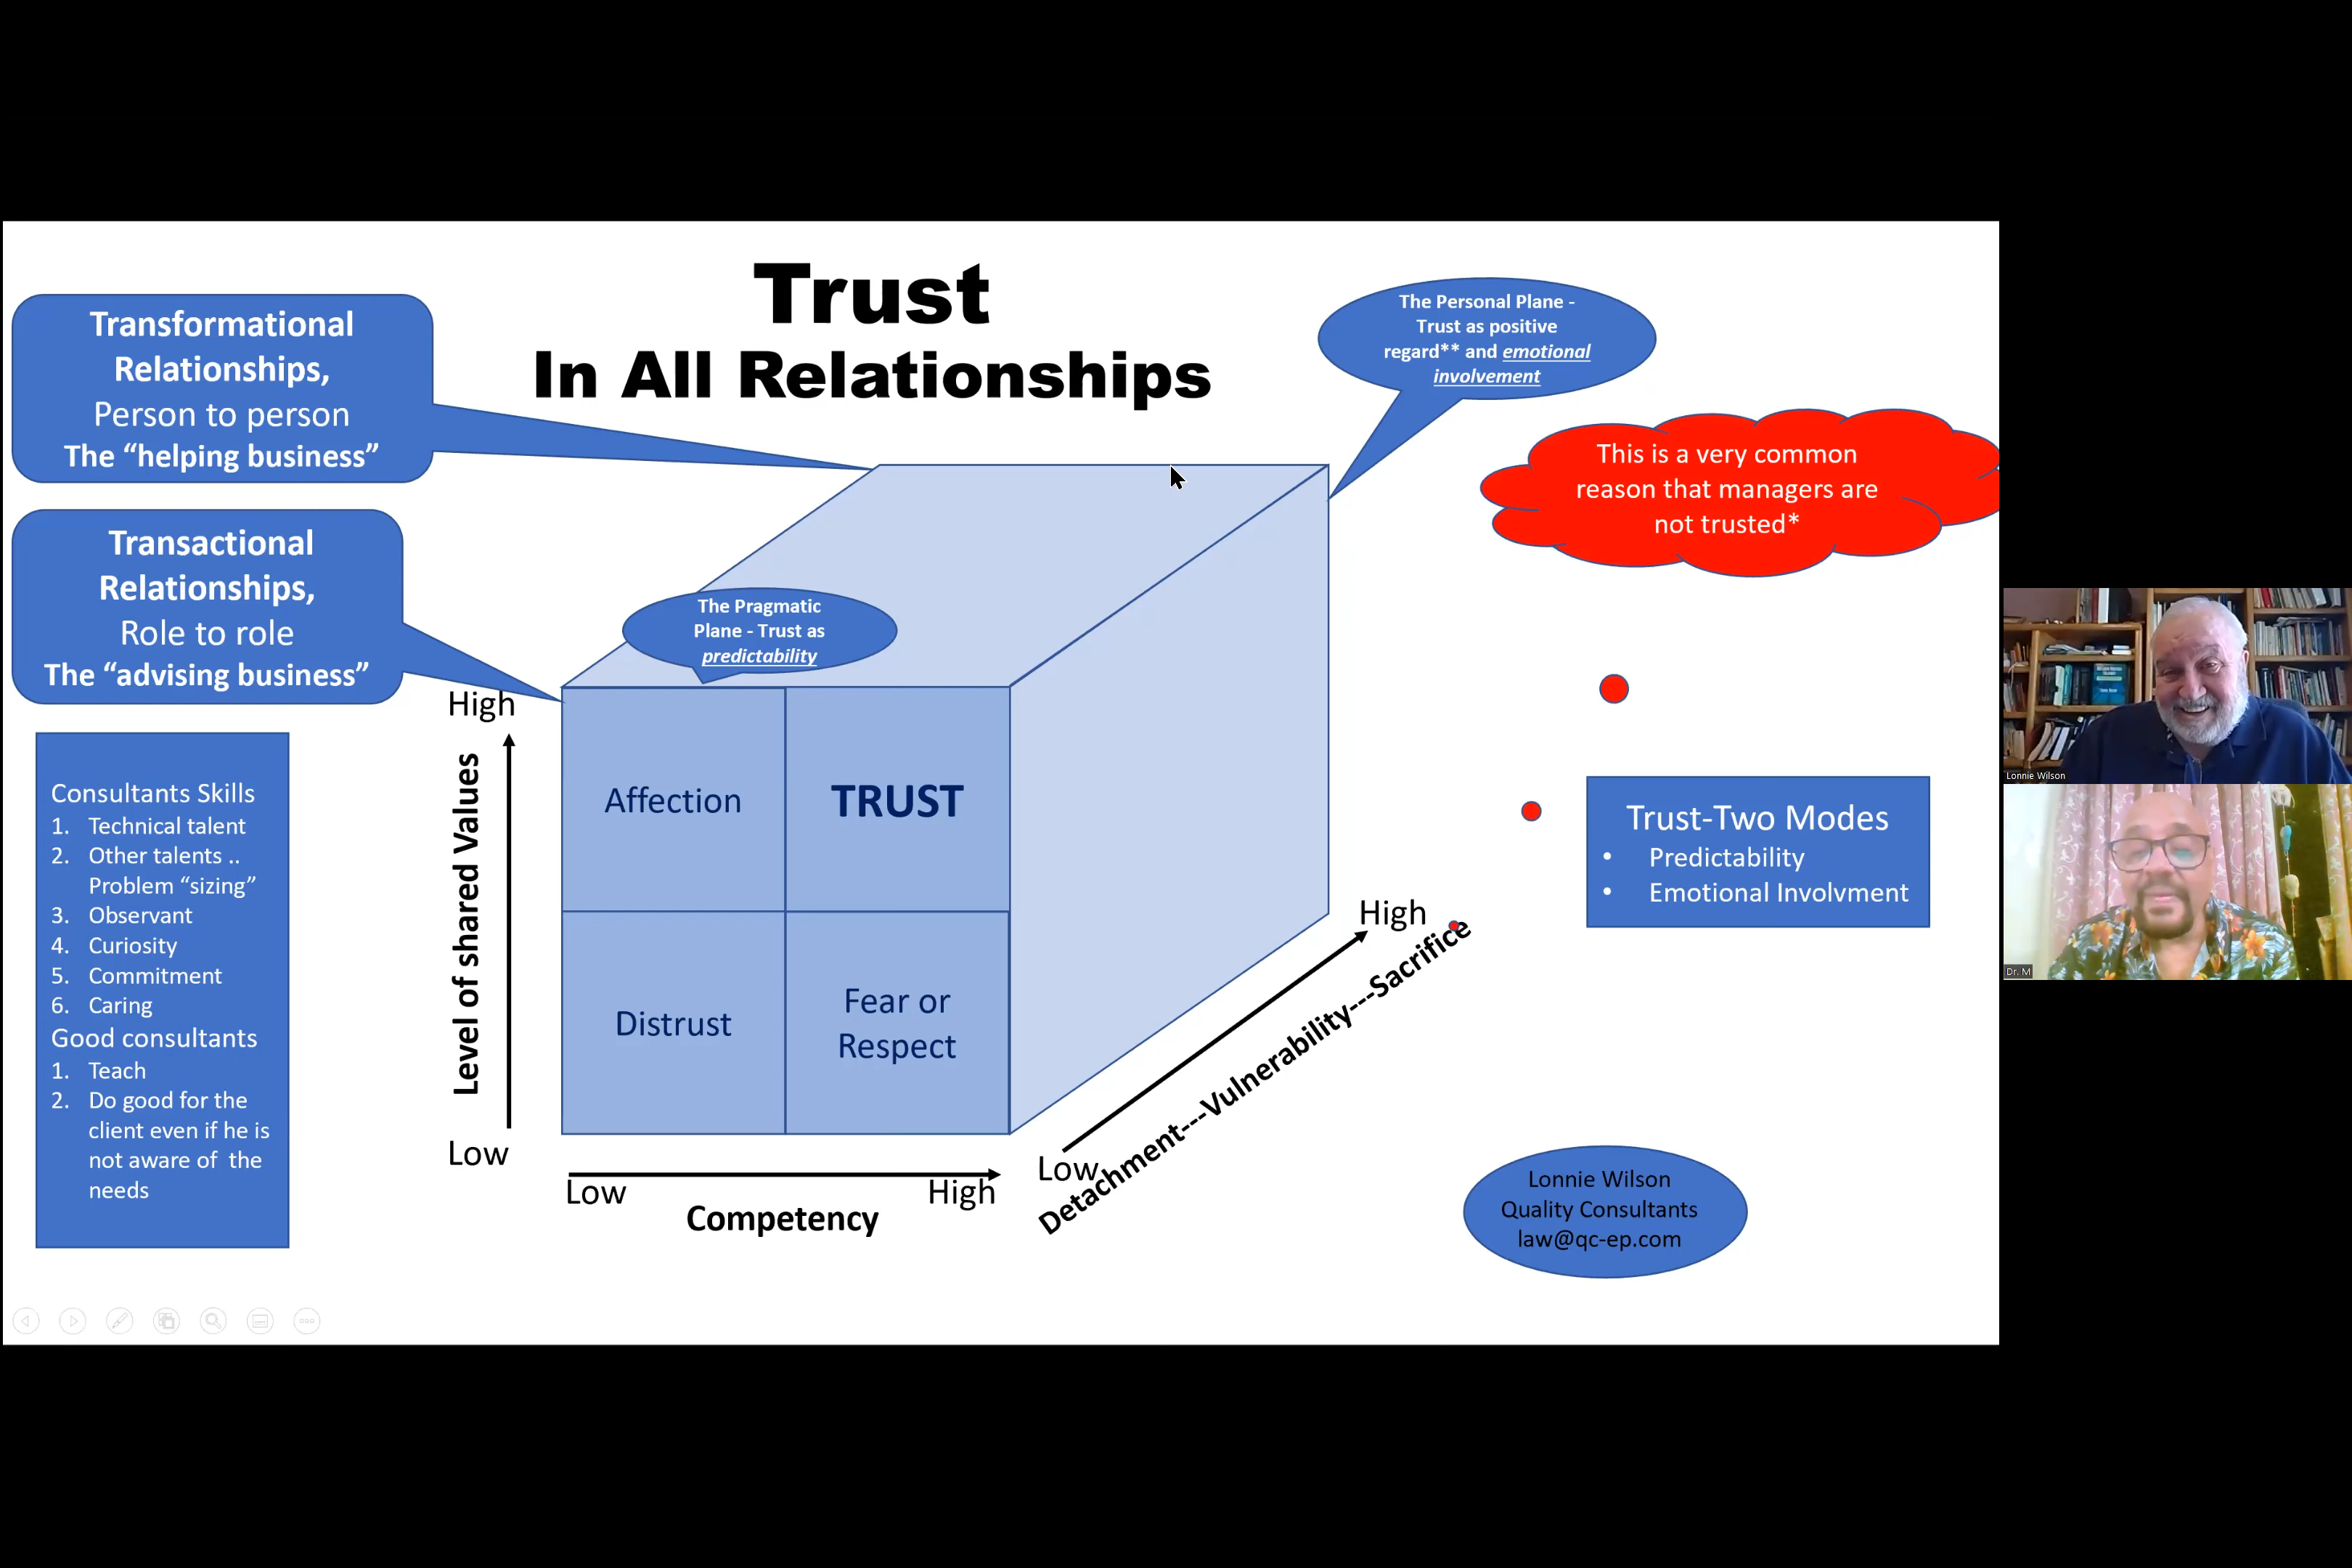 Trust
In All Relationships
Transformational
Relationships,
Person to person
The “helping business”
Transactional
Relationships,
Role to role
The “advising business”
The Personal Plane -
Trust as positive
regard** and emotional
involvement
This is a very common
reason that managers are
not trusted*
The Pragmatic
Plane - Trust as
predictability
Consultants Skills
1. Technical talent
2. Other talents ..
Problem “sizing”
3. Observant
4. Curiosity
5. Commitment
6. Caring
Good consultants
1. Teach
2. Do good for the
client even if he is
not aware of the
needs
High
Level of shared Values
Low
Affection
TRUST
Distrust
Fear or
Respect
Low
High
Competency
High
Low
Detachment---Vulnerability---Sacrifice
Trust-Two Modes
• Predictability
• Emotional Involvment
Lonnie Wilson
Quality Consultants
law@qc-ep.com
Lonnie Wilson
Dr. M